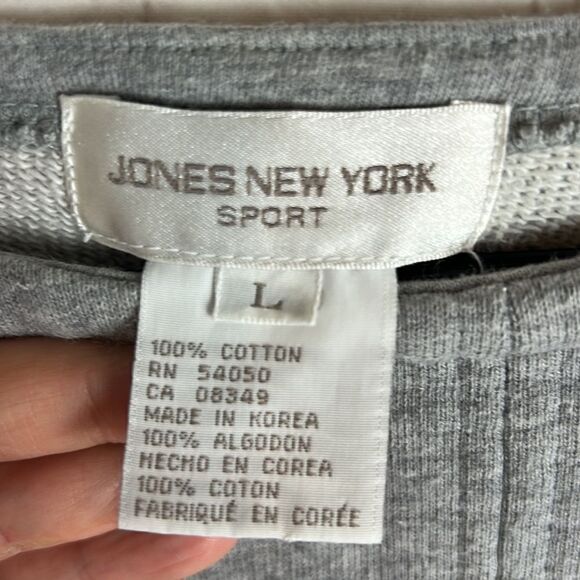 JONES NEW YORK
SPORT
L
100% COTTON
RN 54050
CA 08349
MADE IN KOREA
100% ALGODON
HECHO EN COREA
100% COTON
FABRIQUÉ EN CORÉE